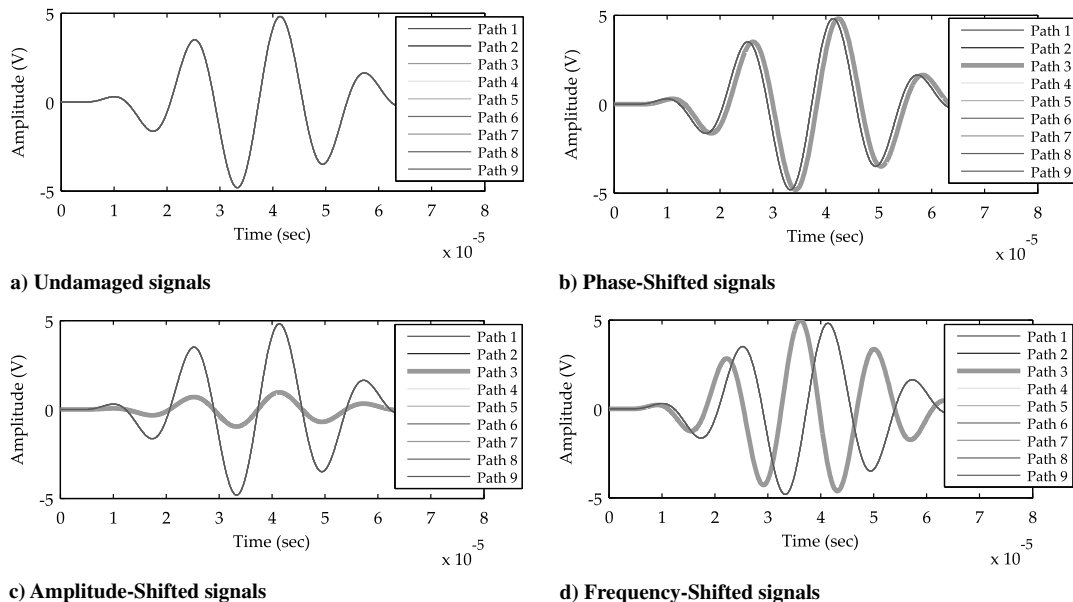 5
0
-5
Amplitude (V)
0 1 2 3 4 5 6 7 8
Time (sec)
x 10 -5
Path 1
Path 2
Path 3
Path 4
Path 5
Path 6
Path 7
Path 8
Path 9
a) Undamaged signals
5
0
-5
Amplitude (V)
0 1 2 3 4 5 6 7 8
Time (sec)
x 10 -5
Path 1
Path 2
Path 3
Path 4
Path 5
Path 6
Path 7
Path 8
Path 9
b) Phase-Shifted signals
5
0
-5
Amplitude (V)
0 1 2 3 4 5 6 7 8
Time (sec)
x 10 -5
Path 1
Path 2
Path 3
Path 4
Path 5
Path 6
Path 7
Path 8
Path 9
c) Amplitude-Shifted signals
5
0
-5
Amplitude (V)
0 1 2 3 4 5 6 7 8
Time (sec)
x 10 -5
Path 1
Path 2
Path 3
Path 4
Path 5
Path 6
Path 7
Path 8
Path 9
d) Frequency-Shifted signals